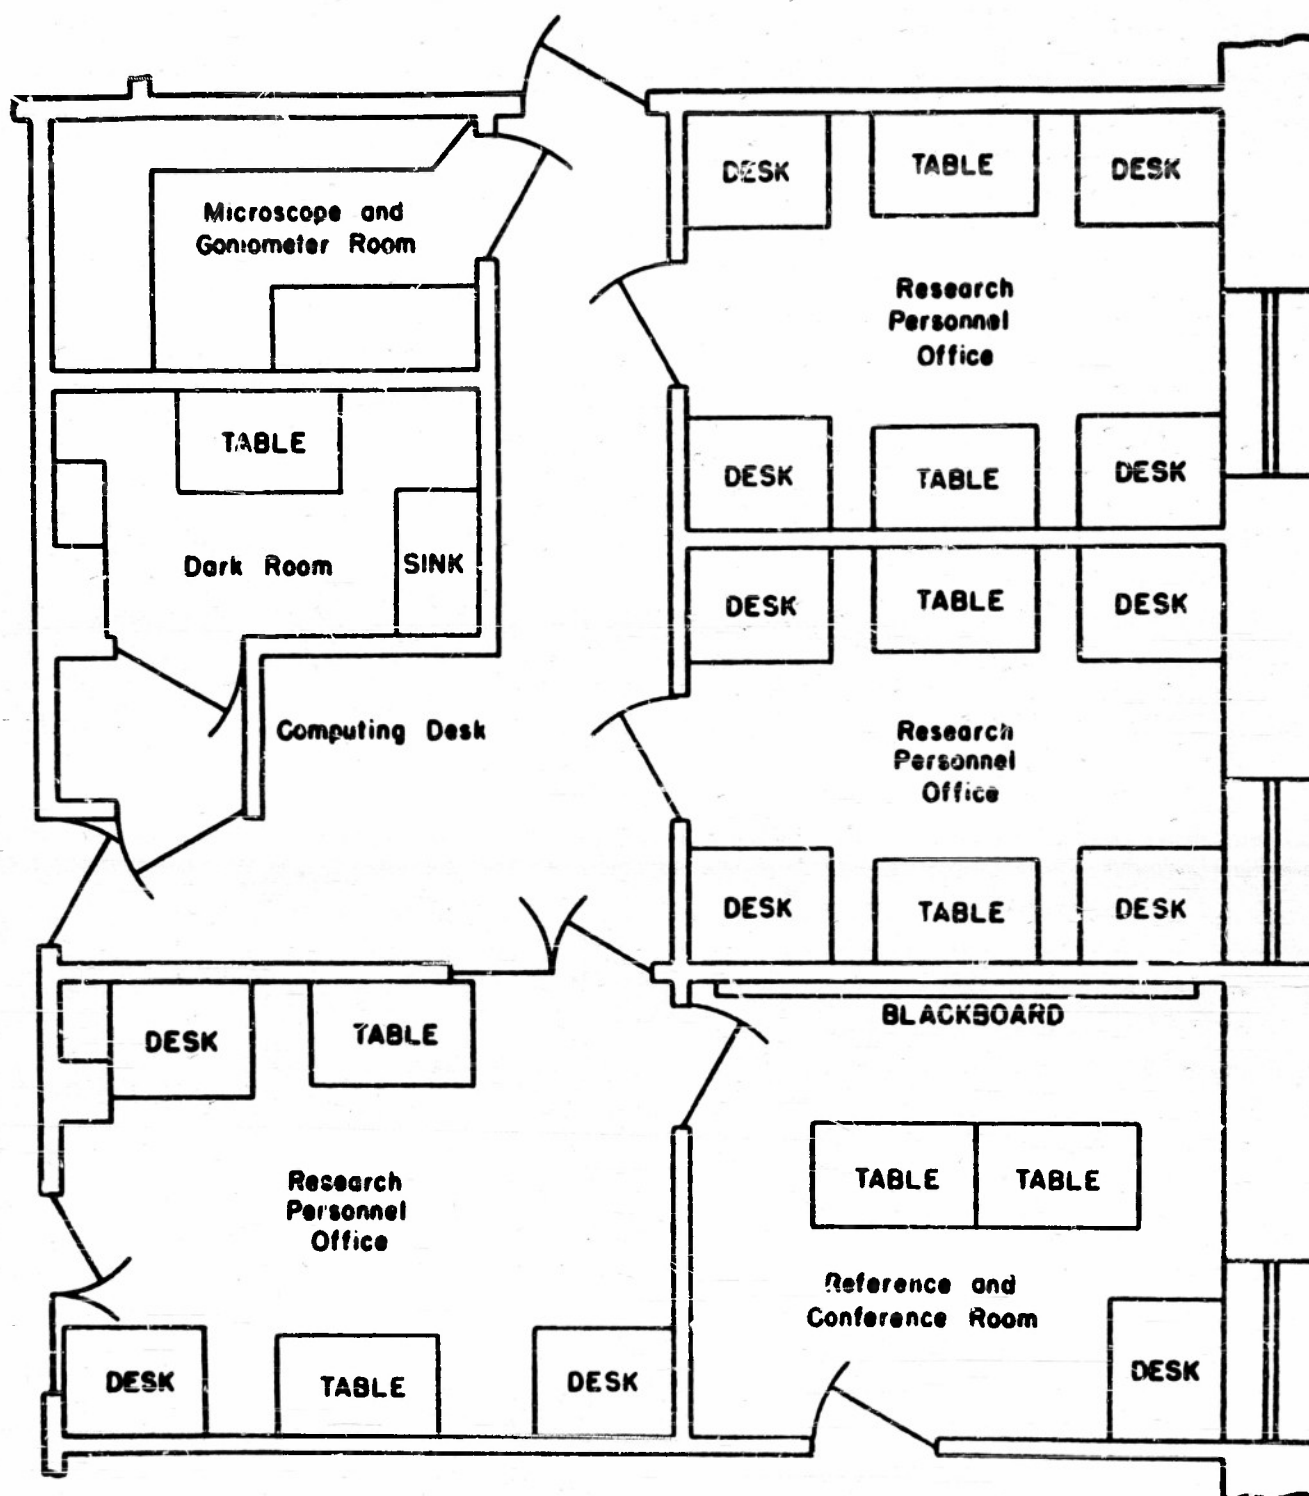 DESK
TABLE
DESK
Microscope and
Goniometer Room
Research
Personnel
Office
TABLE
DESK
TABLE
DESK
Dark Room
SINK
DESK
TABLE
DESK
Computing Desk
Research
Personnel
Office
DESK
TABLE
DESK
DESK
TABLE
BLACKBOARD
TABLE
TABLE
Research
Personnel
Office
Reference and
Conference Room
DESK
TABLE
DESK
DESK